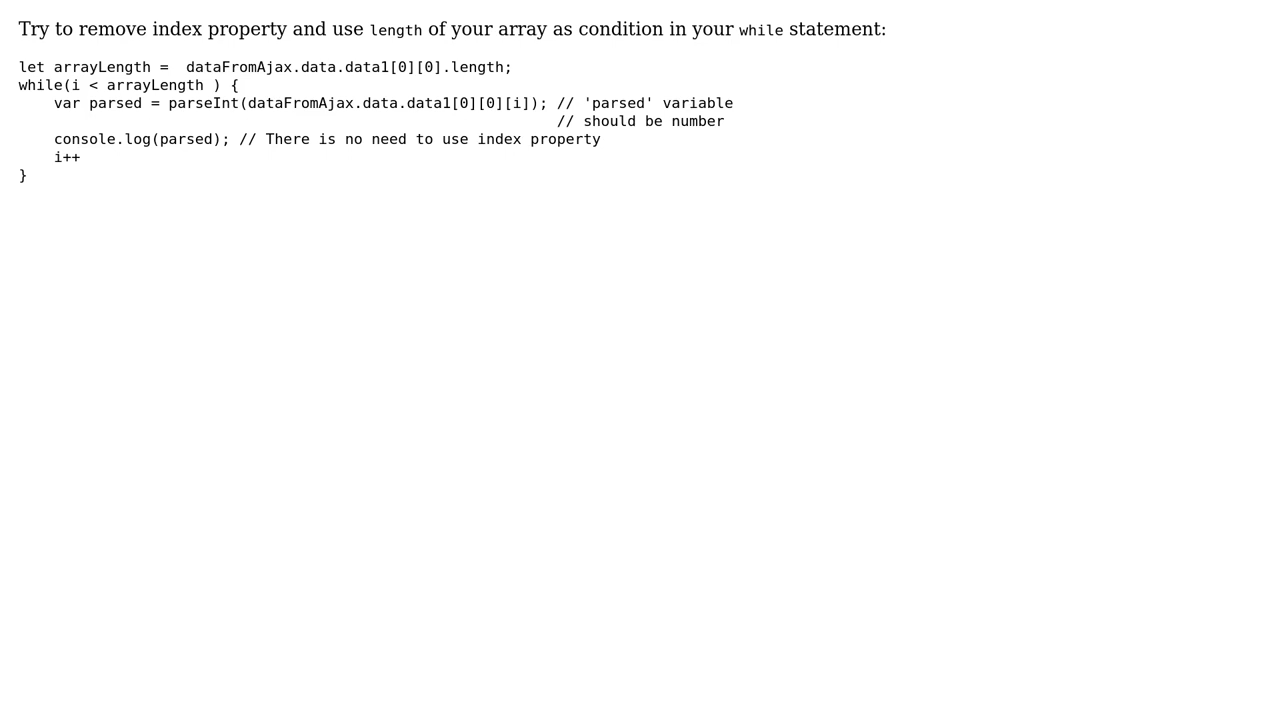 Try to remove index property and use length of your array as condition in your while statement:
let arrayLength =  dataFromAjax.data.data1[0][0].length;
while(i < arrayLength ) {
    var parsed = parseInt(dataFromAjax.data.data1[0][0][i]); // 'parsed' variable
                                                             // should be number
    console.log(parsed); // There is no need to use index property
    i++
}